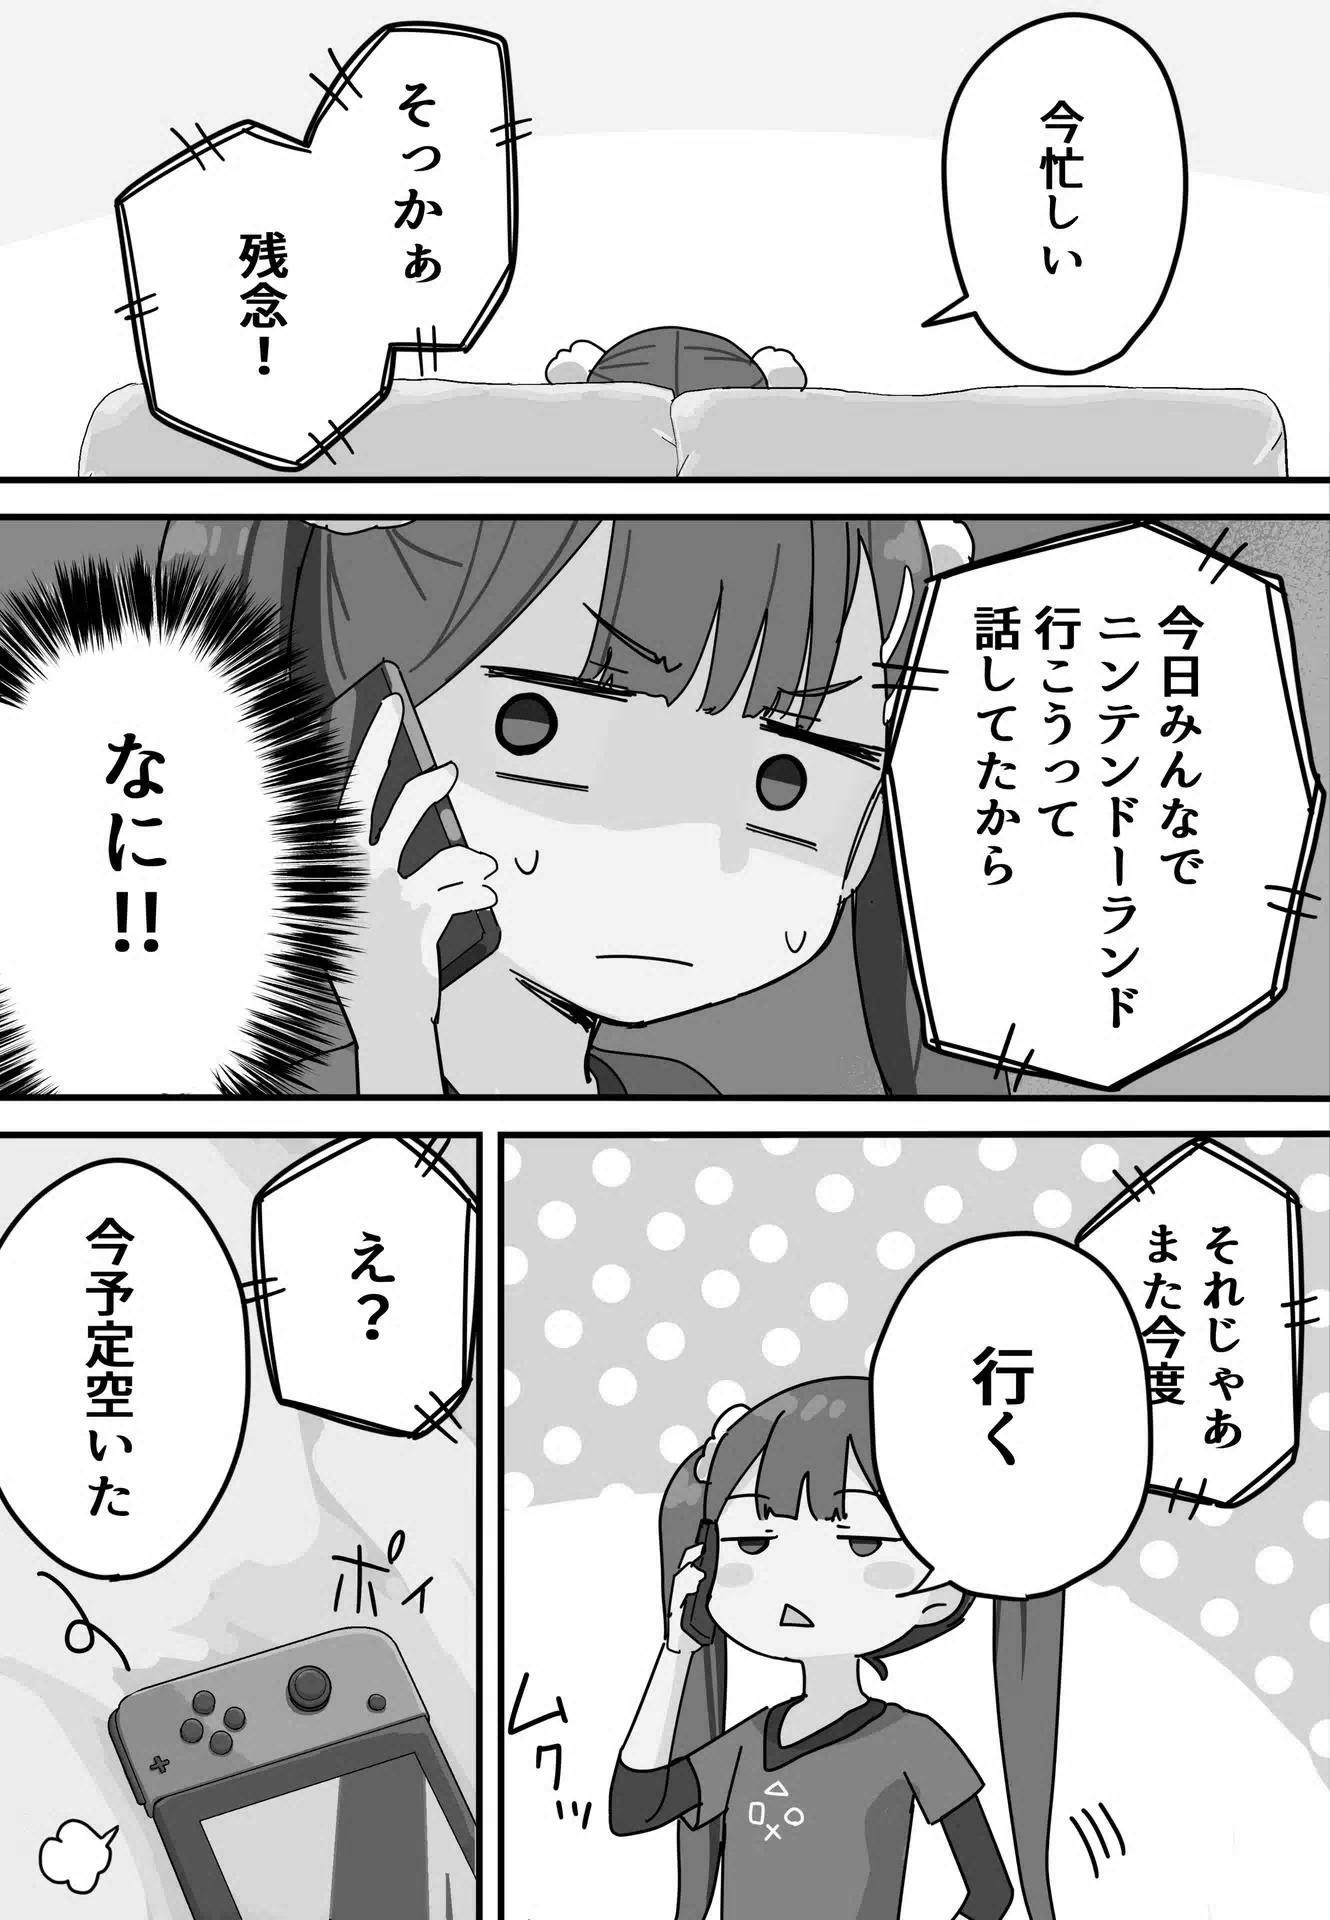 今忙しい
そっかぁ
残念！
今日みんなで
ニンテンドーランド
行こうって
話してたから
なに!!
それじゃあ
また今度
行く
ムクッ
え？
今予定空いた
ポイ